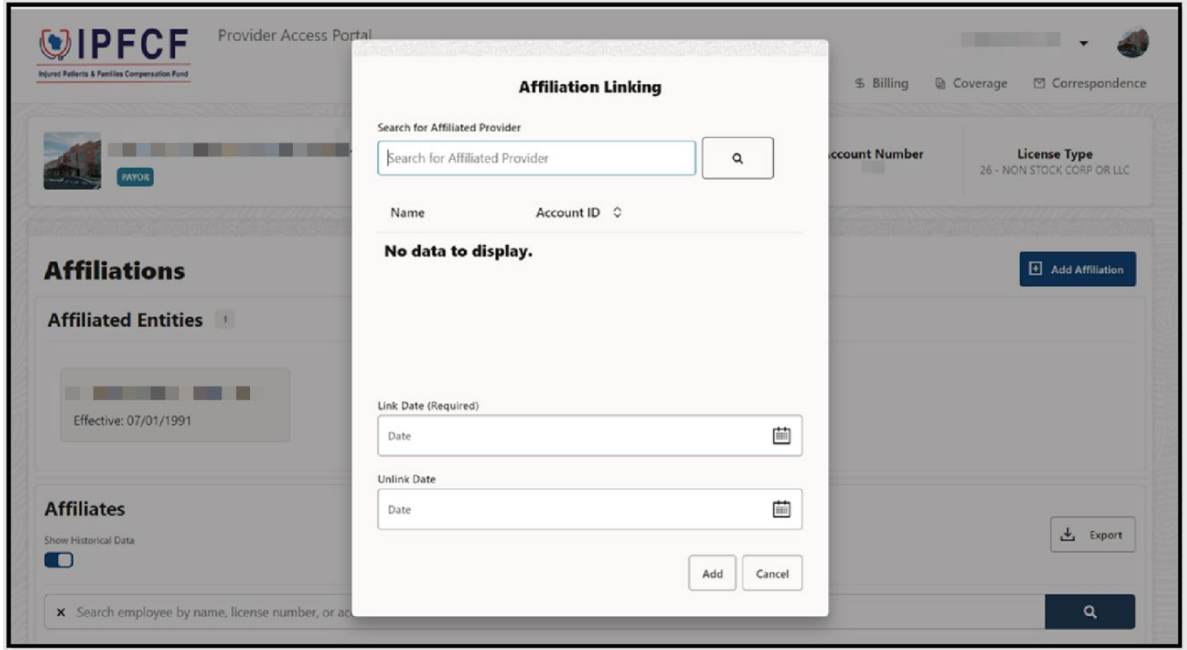 IPFCF
Injured Patients & Families Compensation Fund
Provider Access Portal
Billing
Coverage
Correspondence
PAYOR
Account Number
License Type
26 - NON STOCK CORP OR LLC
Affiliations
Add Affiliation
Affiliated Entities 1
Effective: 07/01/1991
Affiliates
Show Historical Data
Export
Search employee by name, license number, or ac
Affiliation Linking
Search for Affiliated Provider
Search for Affiliated Provider
Name Account ID
No data to display.
Link Date (Required)
Date
Unlink Date
Date
Add Cancel